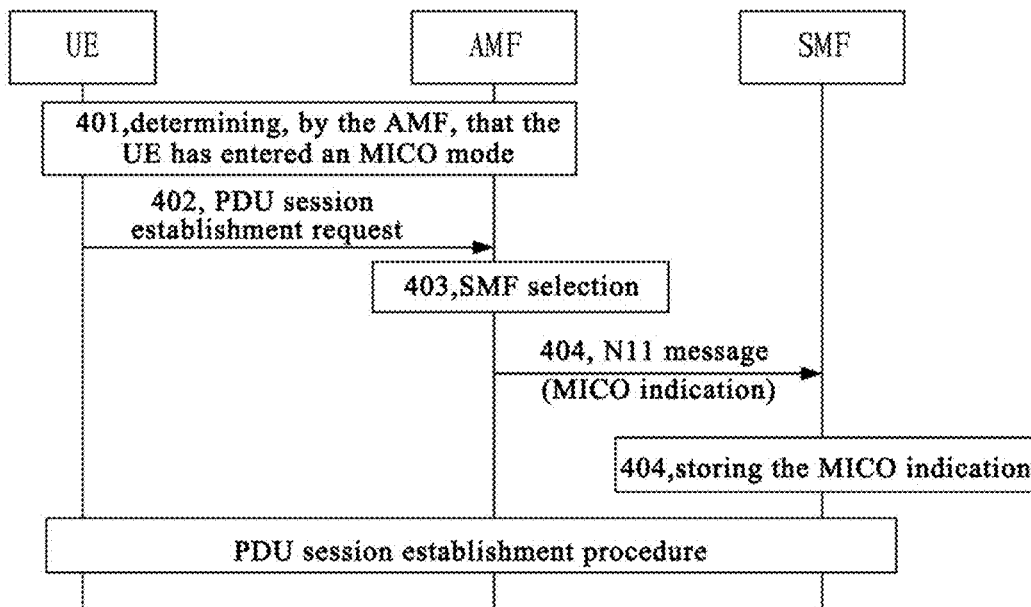 UE
AMF
SMF
401,determining, by the AMF, that the
UE has entered an MICO mode
402, PDU session
establishment request
403,SMF selection
404, N11 message
(MICO indication)
404,storing the MICO indication
PDU session establishment procedure